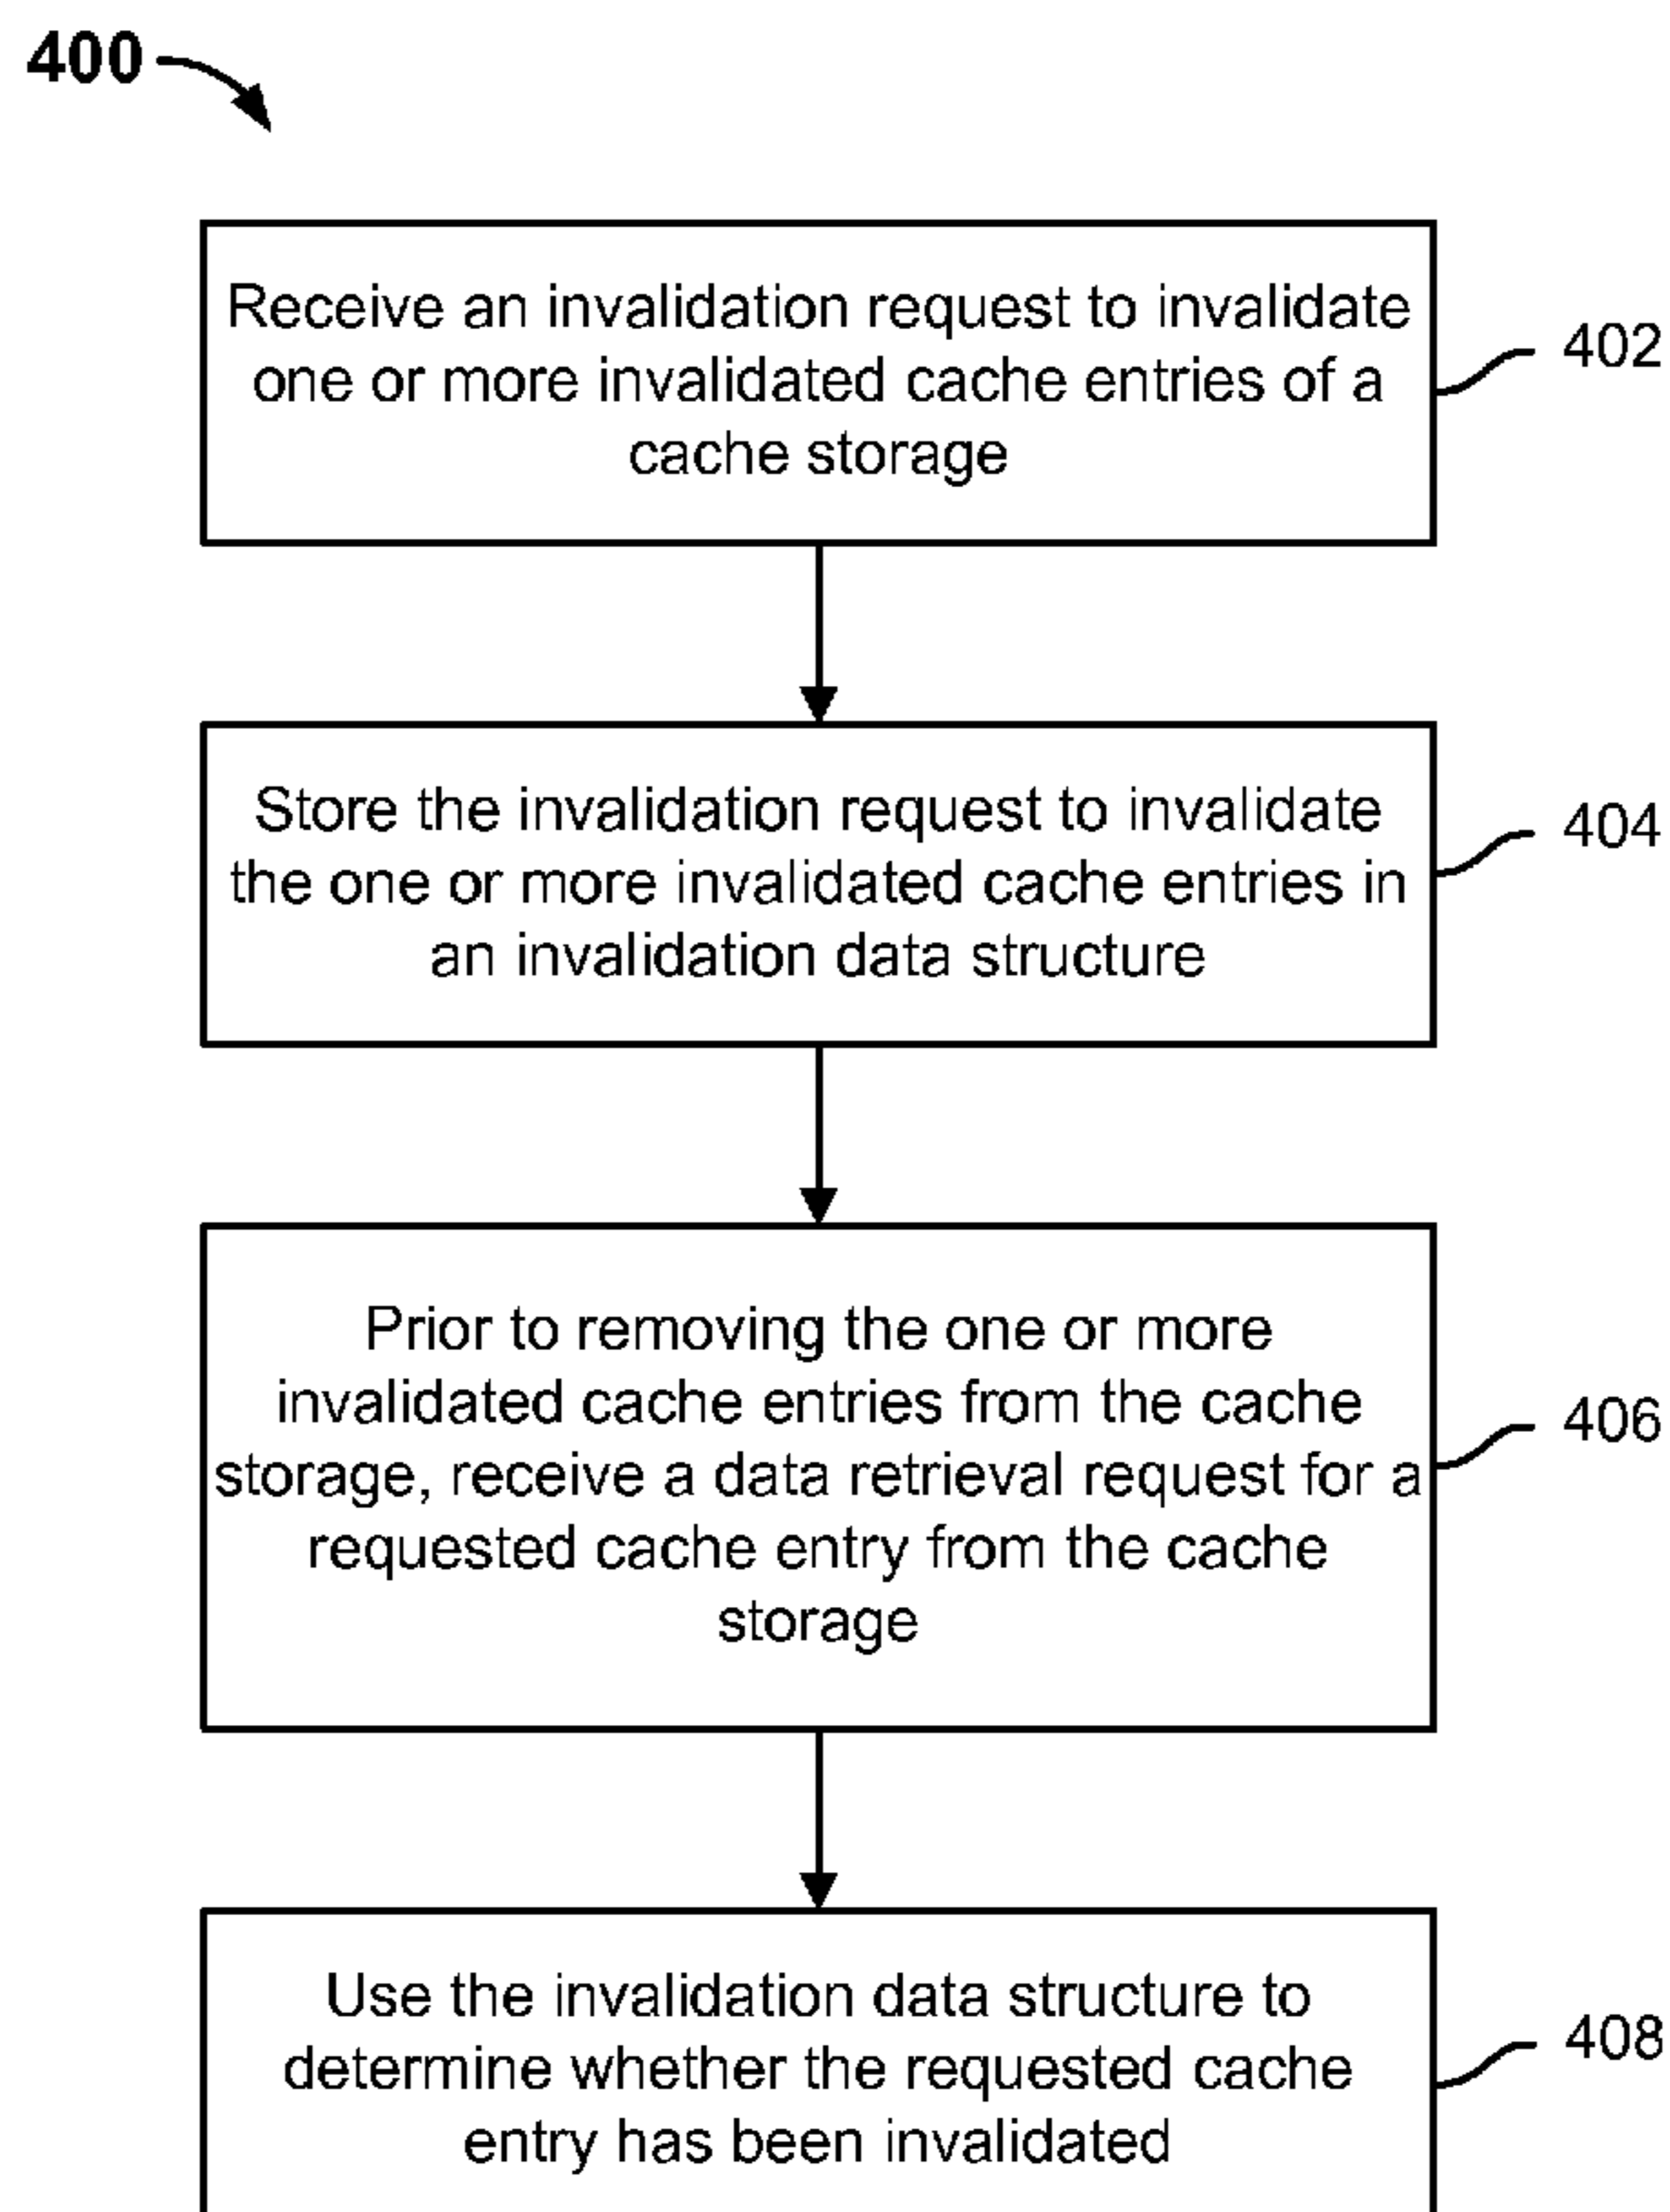 400
Receive an invalidation request to invalidate
one or more invalidated cache entries of a
cache storage
402
Store the invalidation request to invalidate
the one or more invalidated cache entries in
an invalidation data structure
404
Prior to removing the one or more
invalidated cache entries from the cache
storage, receive a data retrieval request for a
requested cache entry from the cache
storage
406
Use the invalidation data structure to
determine whether the requested cache
entry has been invalidated
408